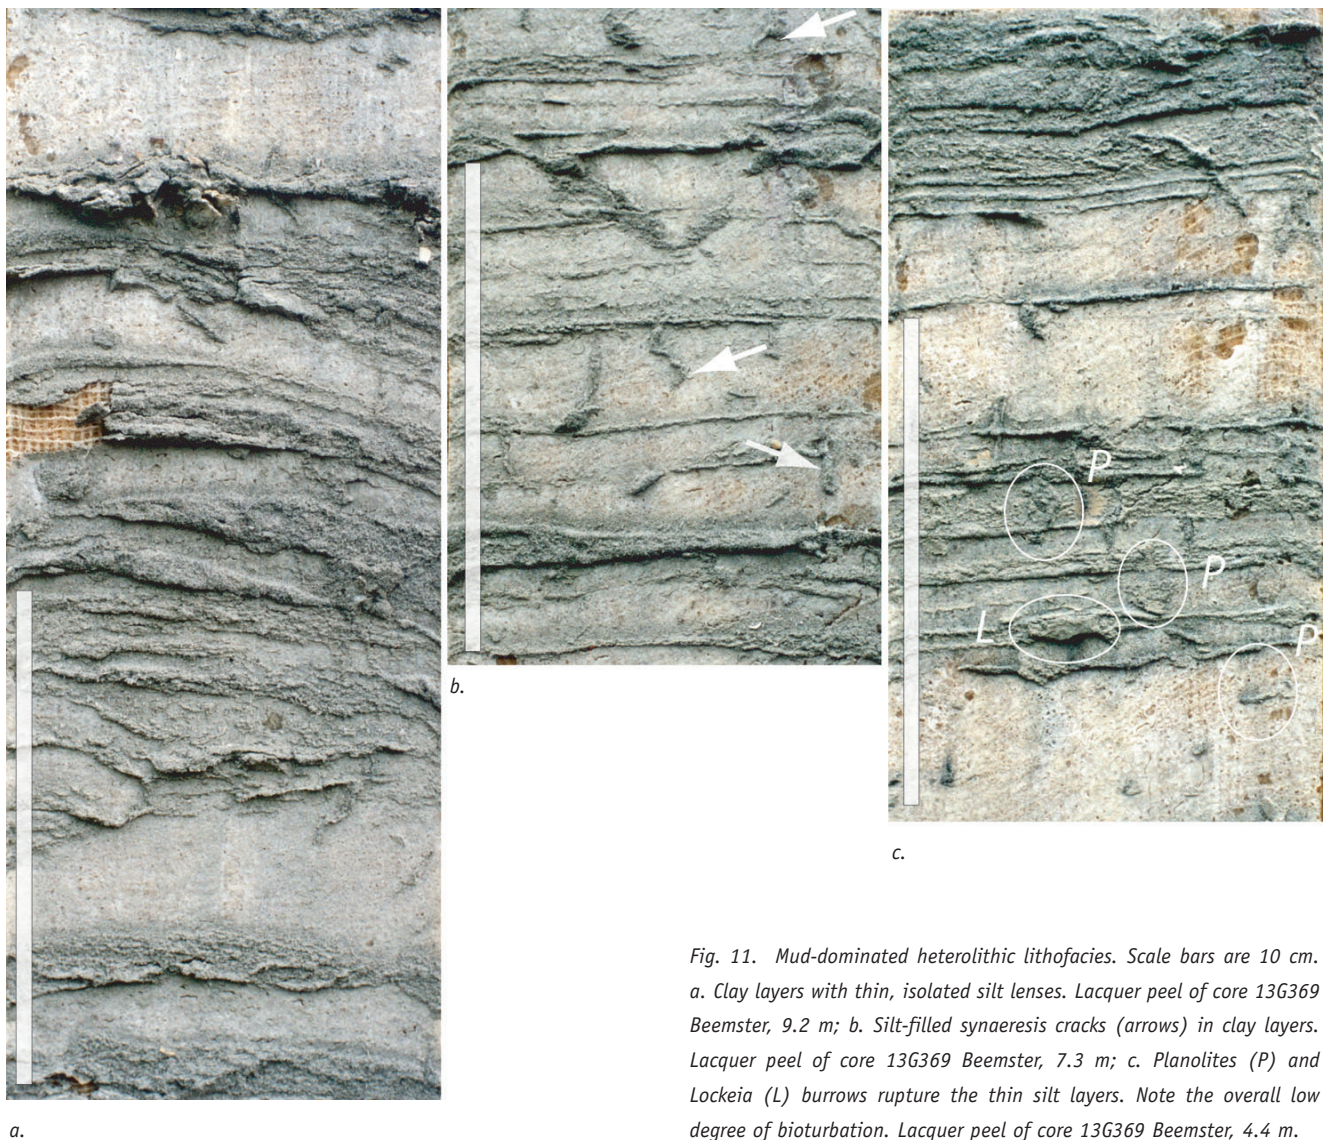 P
P
L
P
a.
b.
c.
Fig. 11. Mud-dominated heterolithic lithofacies. Scale bars are 10 cm.
a. Clay layers with thin, isolated silt lenses. Lacquer peel of core 13G369
Beemster, 9.2 m; b. Silt-filled synaeresis cracks (arrows) in clay layers.
Lacquer peel of core 13G369 Beemster, 7.3 m; c. Planolites (P) and
Lockeia (L) burrows rupture the thin silt layers. Note the overall low
degree of bioturbation. Lacquer peel of core 13G369 Beemster, 4.4 m.